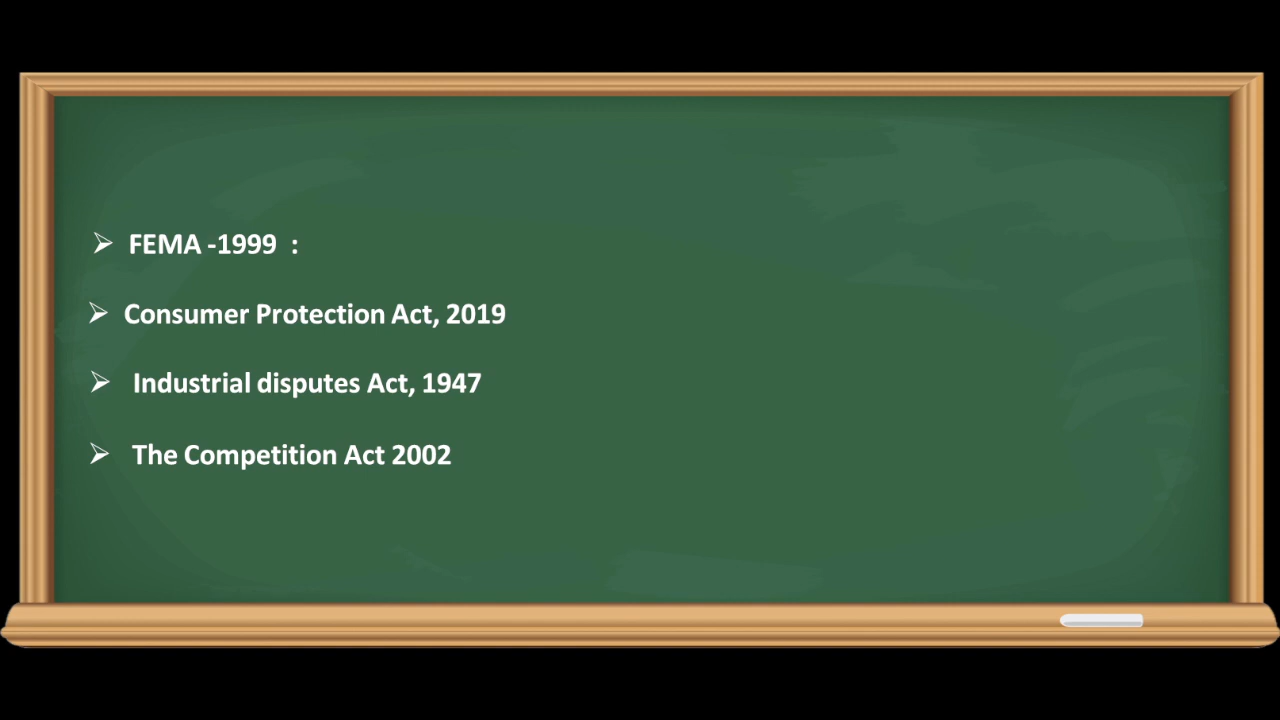 ➢ FEMA -1999 :
➢ Consumer Protection Act, 2019
➢ Industrial disputes Act, 1947
➢ The Competition Act 2002